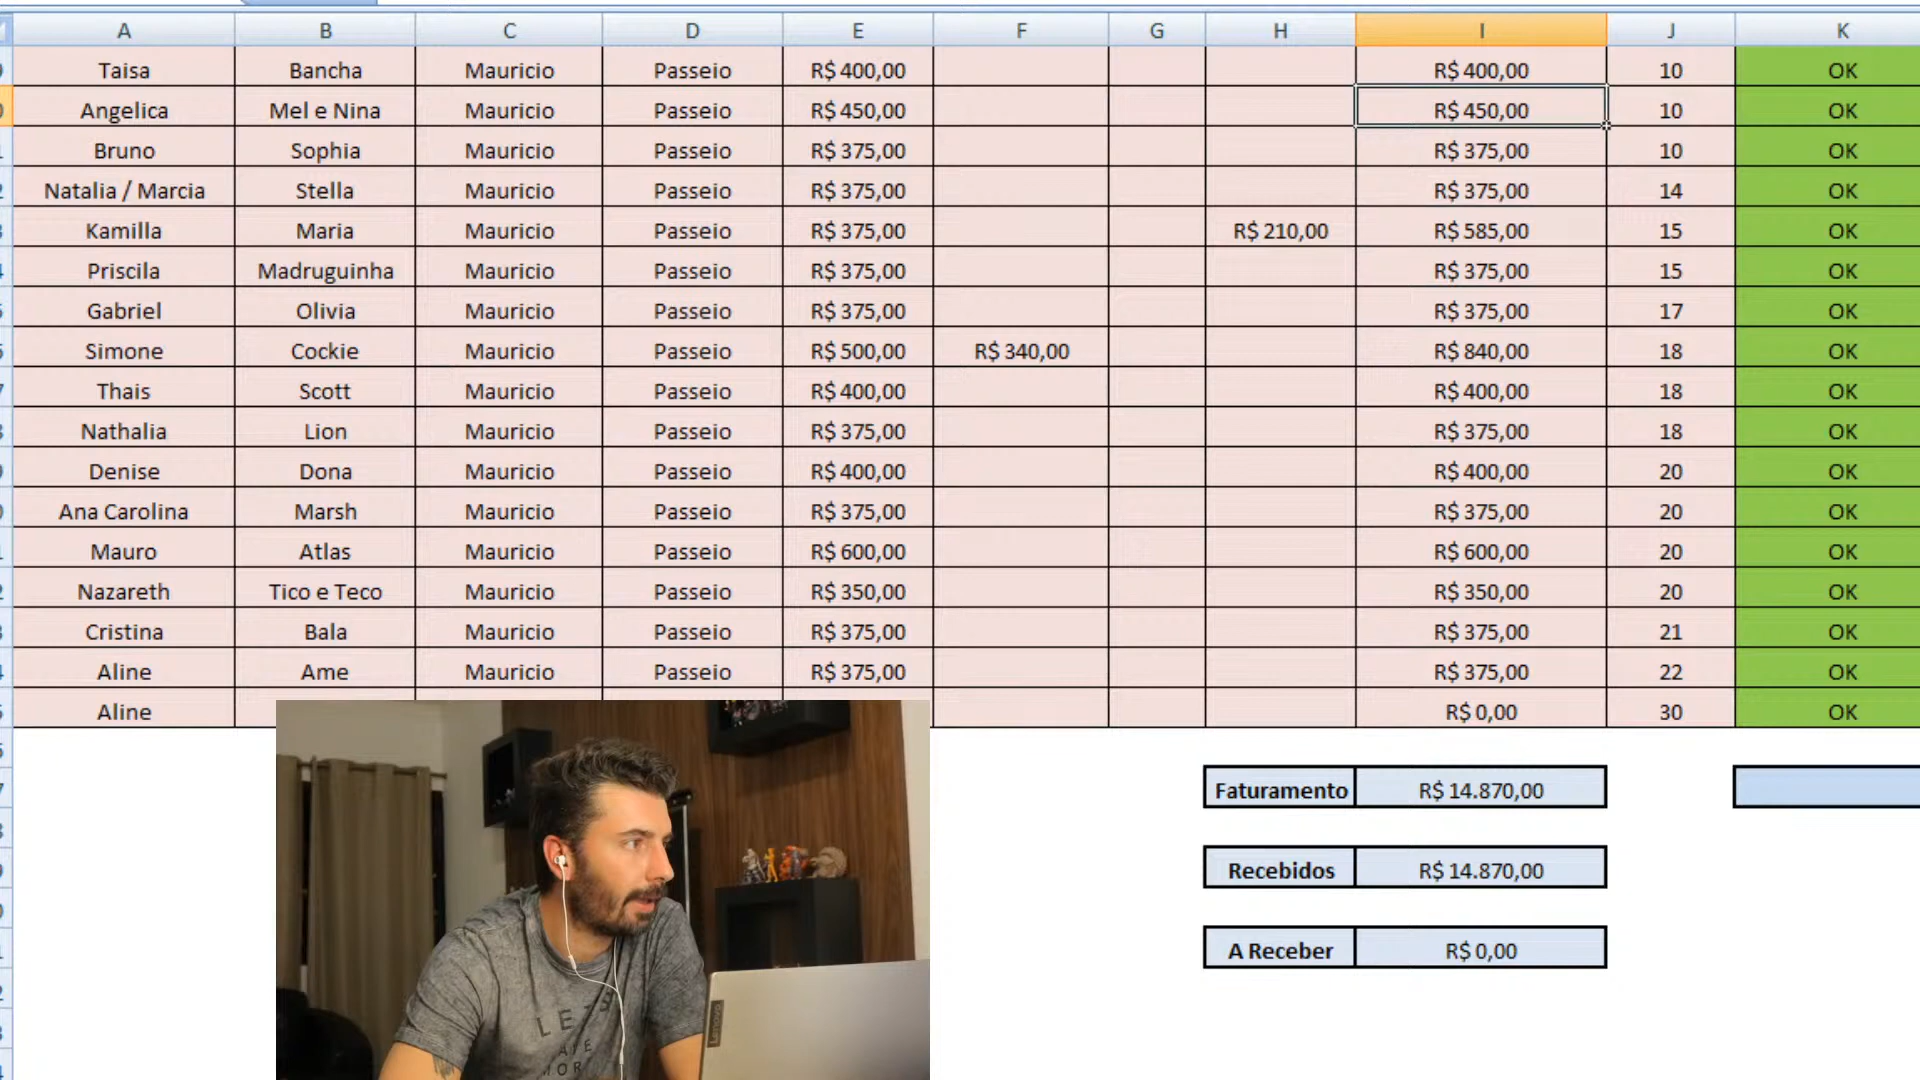 A B C D E F G H I J K
Taisa Bancha Mauricio Passeio R$ 400,00 R$ 400,00 10 OK
Angelica Mel e Nina Mauricio Passeio R$ 450,00 R$ 450,00 10 OK
Bruno Sophia Mauricio Passeio R$ 375,00 R$ 375,00 10 OK
Natalia / Marcia Stella Mauricio Passeio R$ 375,00 R$ 375,00 14 OK
Kamilla Maria Mauricio Passeio R$ 375,00 R$ 210,00 R$ 585,00 15 OK
Priscila Madruguinha Mauricio Passeio R$ 375,00 R$ 375,00 15 OK
Gabriel Olivia Mauricio Passeio R$ 375,00 R$ 375,00 17 OK
Simone Cockie Mauricio Passeio R$ 500,00 R$ 340,00 R$ 840,00 18 OK
Thais Scott Mauricio Passeio R$ 400,00 R$ 400,00 18 OK
Nathalia Lion Mauricio Passeio R$ 375,00 R$ 375,00 18 OK
Denise Dona Mauricio Passeio R$ 400,00 R$ 400,00 20 OK
Ana Carolina Marsh Mauricio Passeio R$ 375,00 R$ 375,00 20 OK
Mauro Atlas Mauricio Passeio R$ 600,00 R$ 600,00 20 OK
Nazareth Tico e Teco Mauricio Passeio R$ 350,00 R$ 350,00 20 OK
Cristina Bala Mauricio Passeio R$ 375,00 R$ 375,00 21 OK
Aline Ame Mauricio Passeio R$ 375,00 R$ 375,00 22 OK
Aline R$ 0,00 30 OK
Faturamento R$ 14.870,00
Recebidos R$ 14.870,00
A Receber R$ 0,00
Lenovo